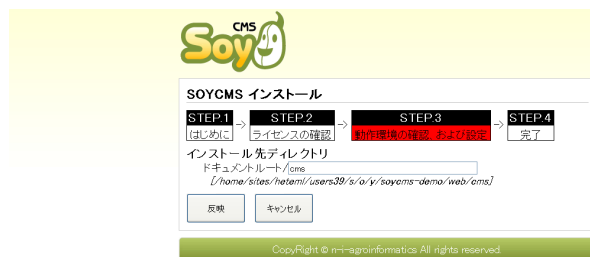 CMS
Soy
SOYCMS インストール
STEP.1 -> STEP.2 -> STEP.3 -> STEP.4
はじめに ライセンスの確認 動作環境の確認、および設定 完了
インストール先ディレクトリ
ドキュメントルート/cms
[/home/sites/heteml/users39/s/o/y/soycms-demo/web/cms]
反映 キャンセル
CopyRight © n-i-agroinformatics All rights reserved.